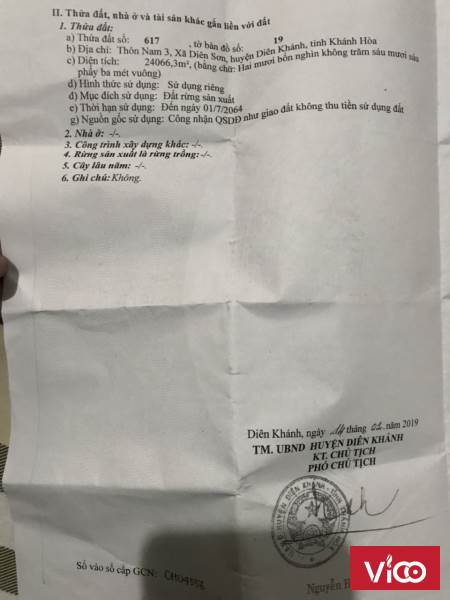 II. Thửa đất, nhà ở và tài sản khác gắn liền với đất
1. Thửa đất:
a) Thửa đất số: 617 , tờ bản đồ số: 19
b) Địa chỉ: Thôn Nam 3, Xã Diên Sơn, huyện Diên Khánh, tỉnh Khánh Hòa
c) Diện tích: 24066,3m², (bằng chữ: Hai mươi bốn nghìn không trăm sáu mươi sáu
phẩy ba mét vuông)
d) Hình thức sử dụng: Sử dụng riêng
đ) Mục đích sử dụng: Đất rừng sản xuất
e) Thời hạn sử dụng: Đến ngày 01/7/2064
g) Nguồn gốc sử dụng: Công nhận QSDĐ như giao đất không thu tiền sử dụng đất
2. Nhà ở: -/-.
3. Công trình xây dựng khác: -/-.
4. Rừng sản xuất là rừng trồng:-/-.
5. Cây lâu năm: -/-.
6. Ghi chú: Không.
Diên Khánh, ngày 14 tháng 02 năm 2019
TM. UBND HUYỆN DIÊN KHÁNH
KT. CHỦ TỊCH
PHÓ CHỦ TỊCH
HUYỆN DIÊN KHÁNH
Số vào sổ cấp GCN:
Nguyễn
vico